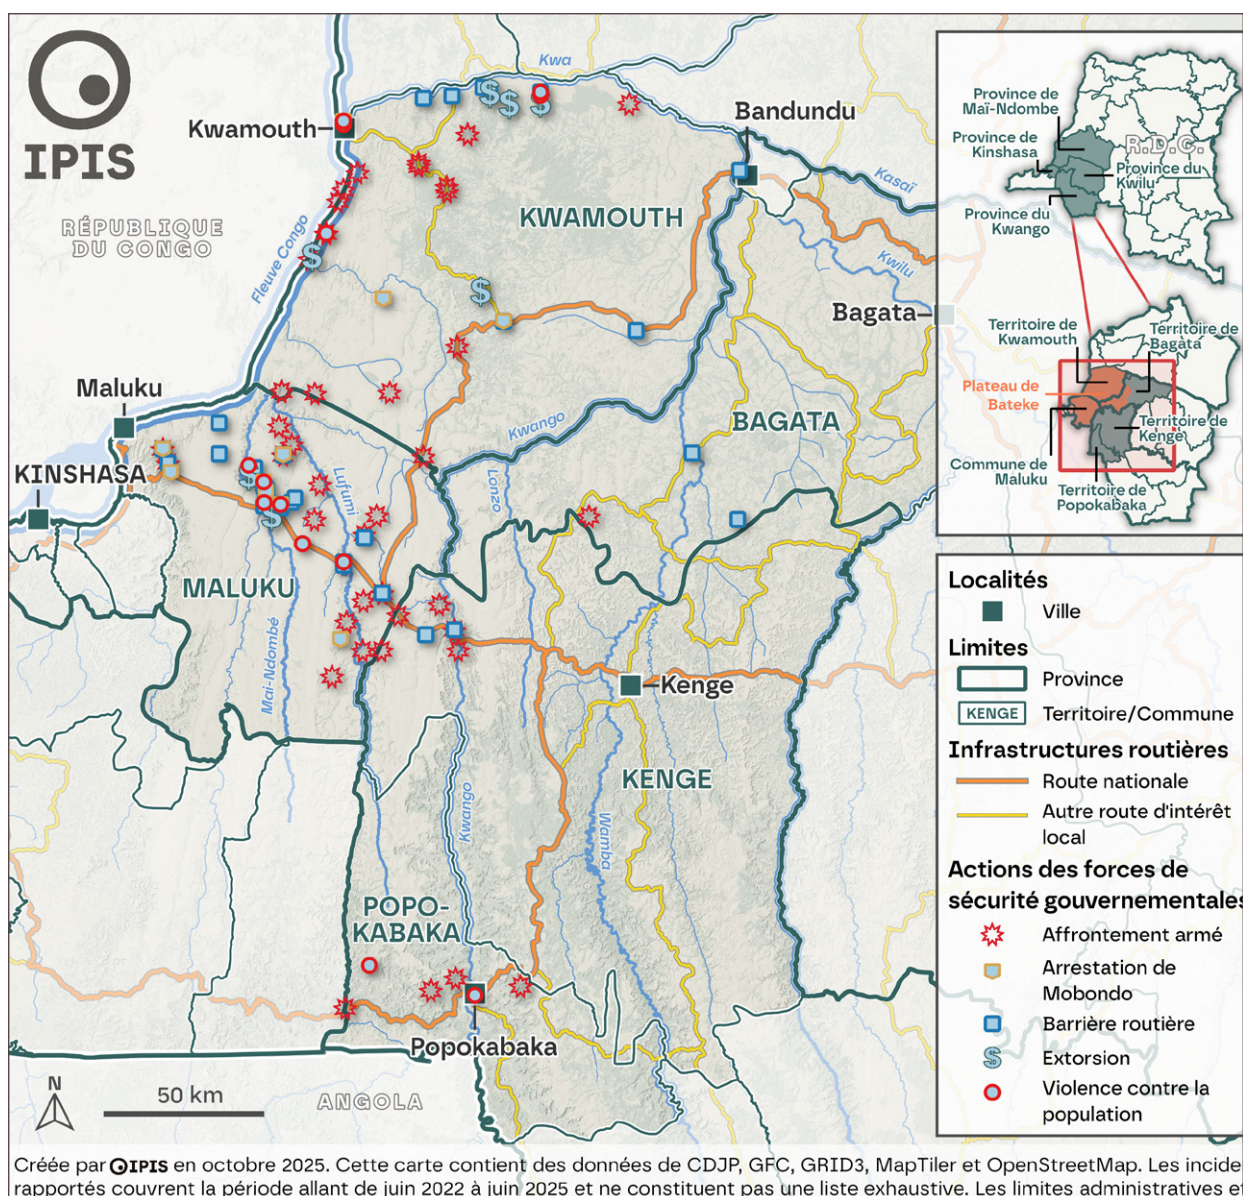 IPIS
RÉPUBLIQUE
DU CONGO
Kwamouth
Kwa
Bandundu
Kasaï
KWAMOUTH
Fleuve Congo
Kwilu
Bagata
Maluku
KINSHASA
Kwango
BAGATA
Lufumi
Lonzo
MALUKU
Mai-Ndombé
Kenge
KENGE
Kwango
Wamba
POPO-
KABAKA
Popokabaka
N
50 km
ANGOLA
Province de
Maï-Ndombe
Province de
Kinshasa
R.D.C.
Province du
Kwilu
Province du
Kwango
Territoire de
Kwamouth
Territoire de
Bagata
Plateau de
Bateke
Territoire de
Kenge
Commune de
Maluku
Territoire de
Popokabaka
Localités
Ville
Limites
Province
KENGE Territoire/Commune
Infrastructures routières
Route nationale
Autre route d'intérêt
local
Actions des forces de
sécurité gouvernementales
Affrontement armé
Arrestation de
Mobondo
Barrière routière
$ Extorsion
Violence contre la
population
Créée par IPIS en octobre 2025. Cette carte contient des données de CDJP, GFC, GRID3, MapTiler et OpenStreetMap. Les incide
rapportés couvrent la période allant de juin 2022 à juin 2025 et ne constituent pas une liste exhaustive. Les limites administratives et